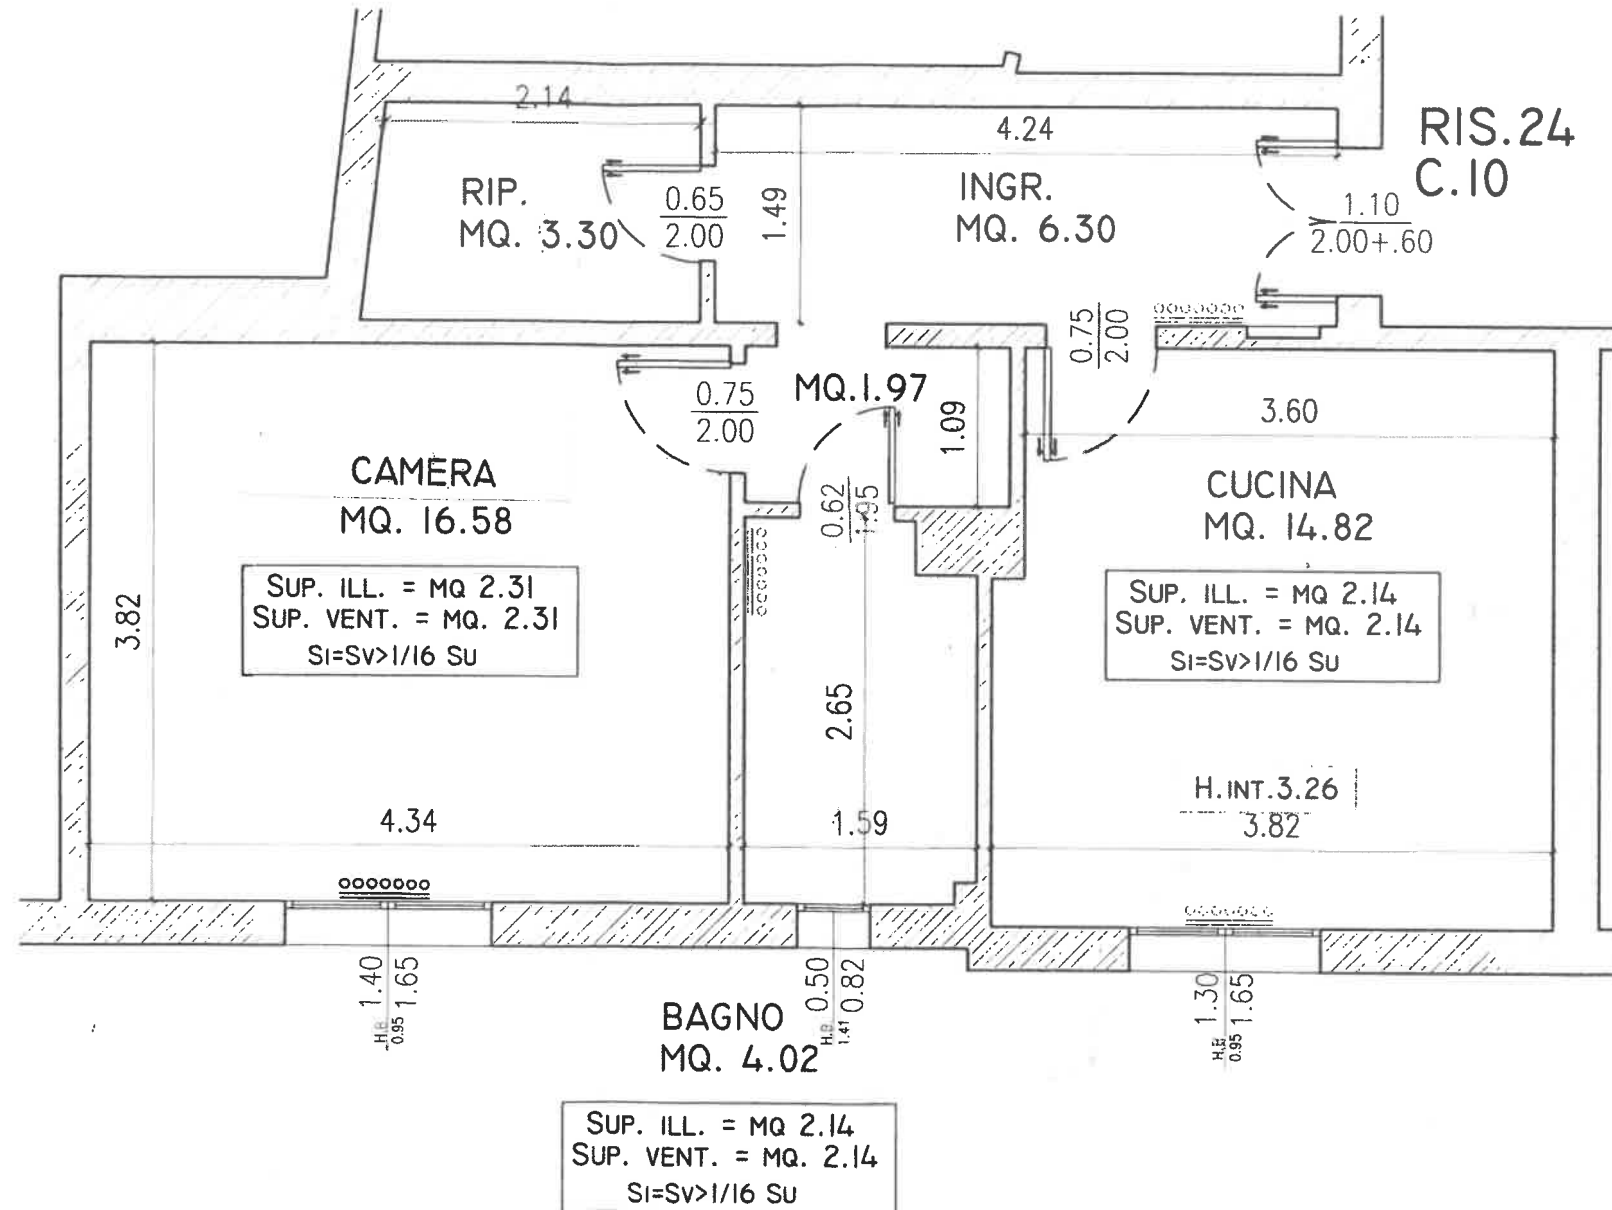 2.14
4.24
RIS.24
C.10
RIP.
MQ. 3.30
0.65
2.00
1.49
INGR.
MQ. 6.30
1.10
2.00+.60
0.75
2.00
0.75
2.00
MQ.1.97
1.09
3.60
CAMERA
MQ. 16.58
0.62
1.95
CUCINA
MQ. 14.82
SUP. ILL. = MQ 2.31
SUP. VENT. = MQ. 2.31
SI=SV>1/16 SU
SUP. ILL. = MQ 2.14
SUP. VENT. = MQ. 2.14
SI=SV>1/16 SU
3.82
2.65
H.INT.3.26
4.34
1.59
3.82
1.40
1.65
H.B.
0.95
0.50
0.82
H.B.
1.41
1.30
1.65
H.B.
0.95
BAGNO
MQ. 4.02
SUP. ILL. = MQ 2.14
SUP. VENT. = MQ. 2.14
SI=SV>1/16 SU